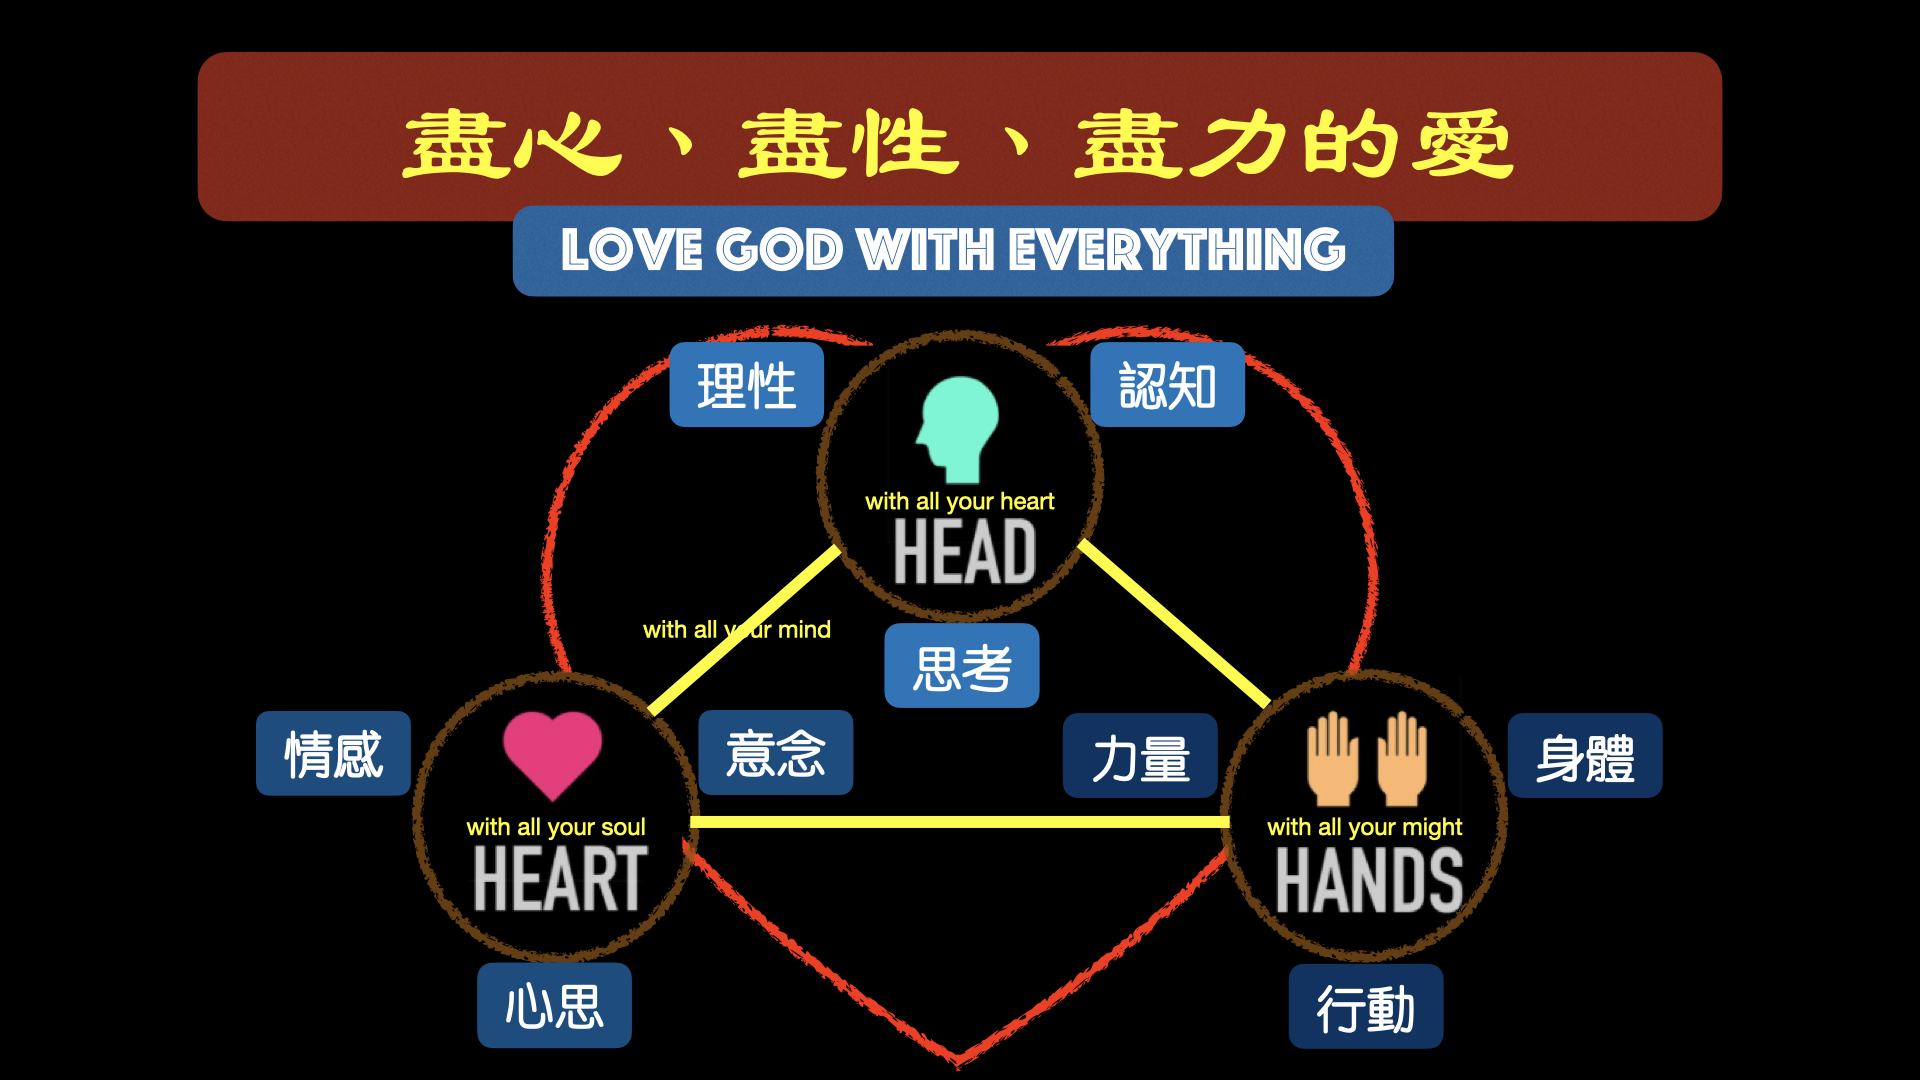 盡心、盡性、盡力的愛
LOVE GOD WITH EVERYTHING
理性
認知
with all your heart
HEAD
with all your mind
思考
情感
意念
力量
身體
with all your soul
HEART
with all your might
HANDS
心思
行動